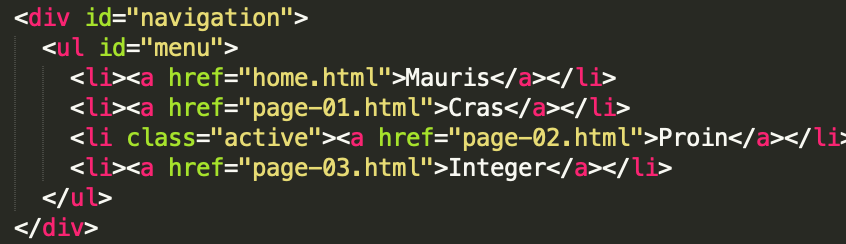 <div id="navigation">
<ul id="menu">
<li><a href="home.html">Mauris</a></li>
<li><a href="page-01.html">Cras</a></li>
<li class="active"><a href="page-02.html">Proin</a></li>
<li><a href="page-03.html">Integer</a></li>
</ul>
</div>